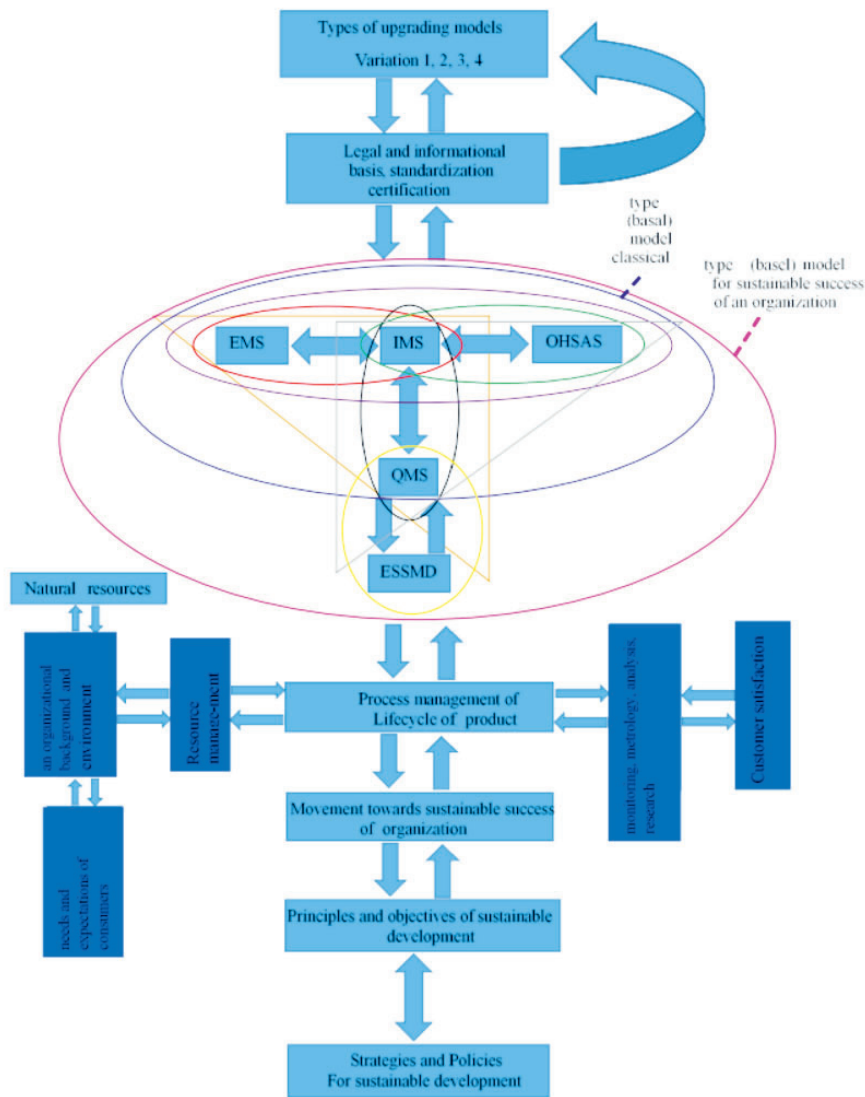 Types of upgrading models
Variation 1, 2, 3, 4
Legal and informational
basis, standardization
certification
type
(basal)
model
classical
type (basel) model
for sustainable success
of an organization
EMS
IMS
OHSAS
QMS
ESSMD
Natural resources
an organizational
background and
environment
Resource
manage-ment
Process management of
Lifecycle of product
monitoring, metrology, analysis,
research
Customer satisfaction
needs and
expectations of
consumers
Movement towards sustainable success
of organization
Principles and objectives of sustainable
development
Strategies and Policies
For sustainable development